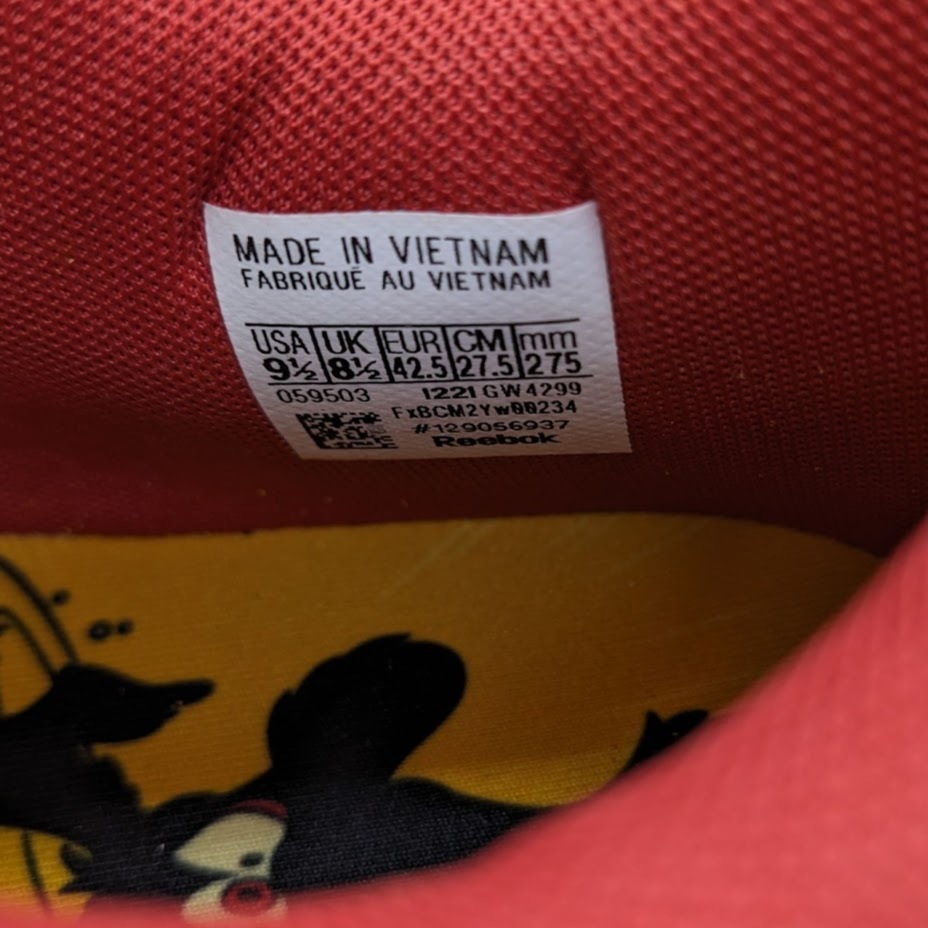 MADE IN VIETNAM
FABRIQUÉ AU VIETNAM
USA UK EUR CM mm
9½ 8½ 42.5 27.5 275
059503 1221 GW4299
FxBCM2Yw00234
#129056937
Reebok